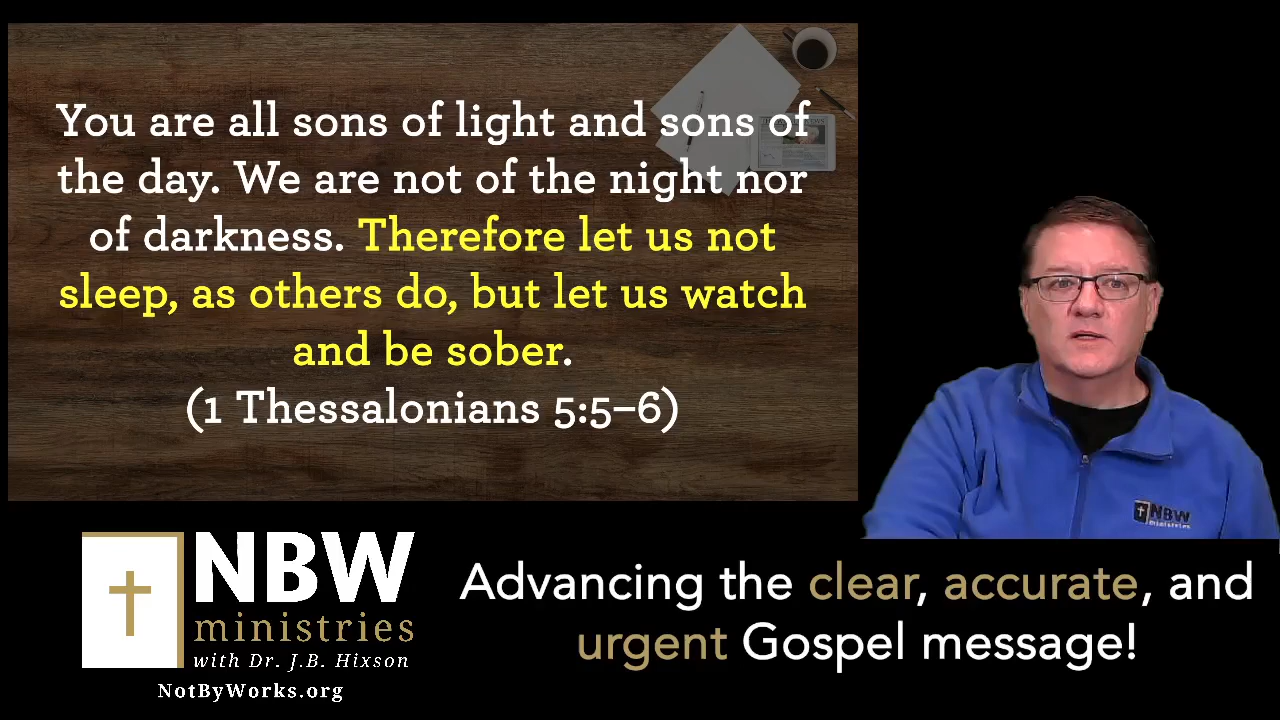 You are all sons of light and sons of
the day. We are not of the night nor
of darkness. Therefore let us not
sleep, as others do, but let us watch
and be sober.
(1 Thessalonians 5:5–6)
NBW
ministries
NBW
ministries
with Dr. J.B. Hixson
NotByWorks.org
Advancing the clear, accurate, and
urgent Gospel message!